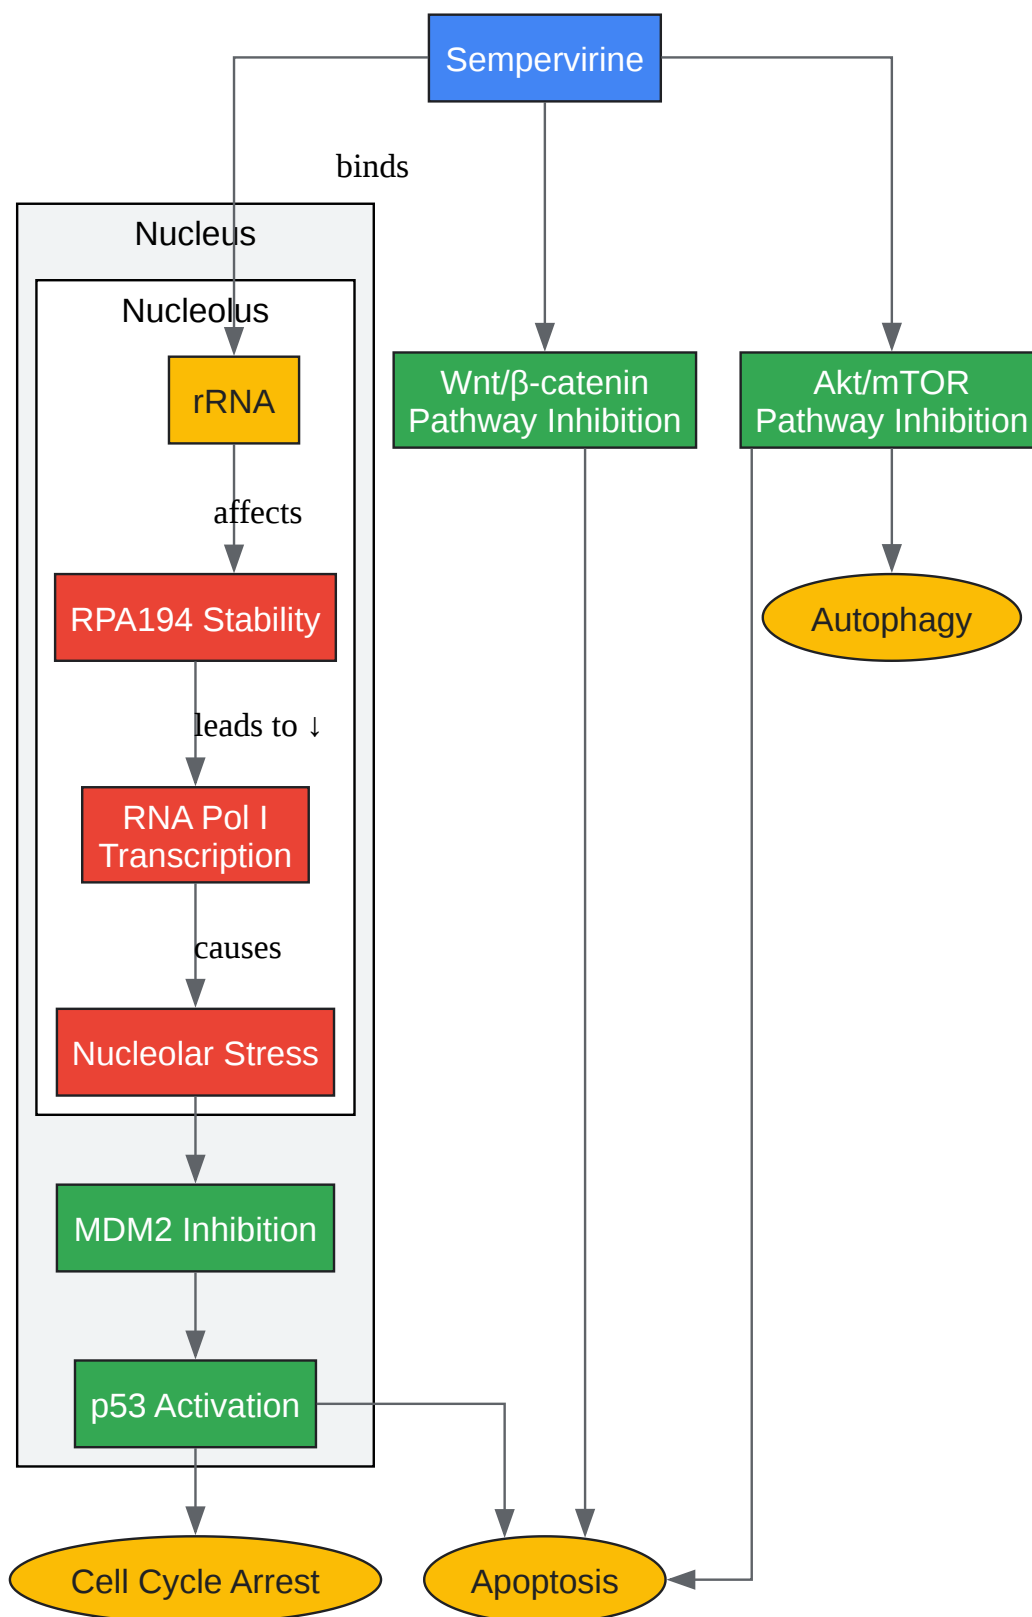 Sempervirine
binds
Nucleus
Nucleolus
rRNA
Wnt/β-catenin
Pathway Inhibition
Akt/mTOR
Pathway Inhibition
affects
RPA194 Stability
Autophagy
leads to ↓
RNA Pol I
Transcription
causes
Nucleolar Stress
MDM2 Inhibition
p53 Activation
Cell Cycle Arrest
Apoptosis